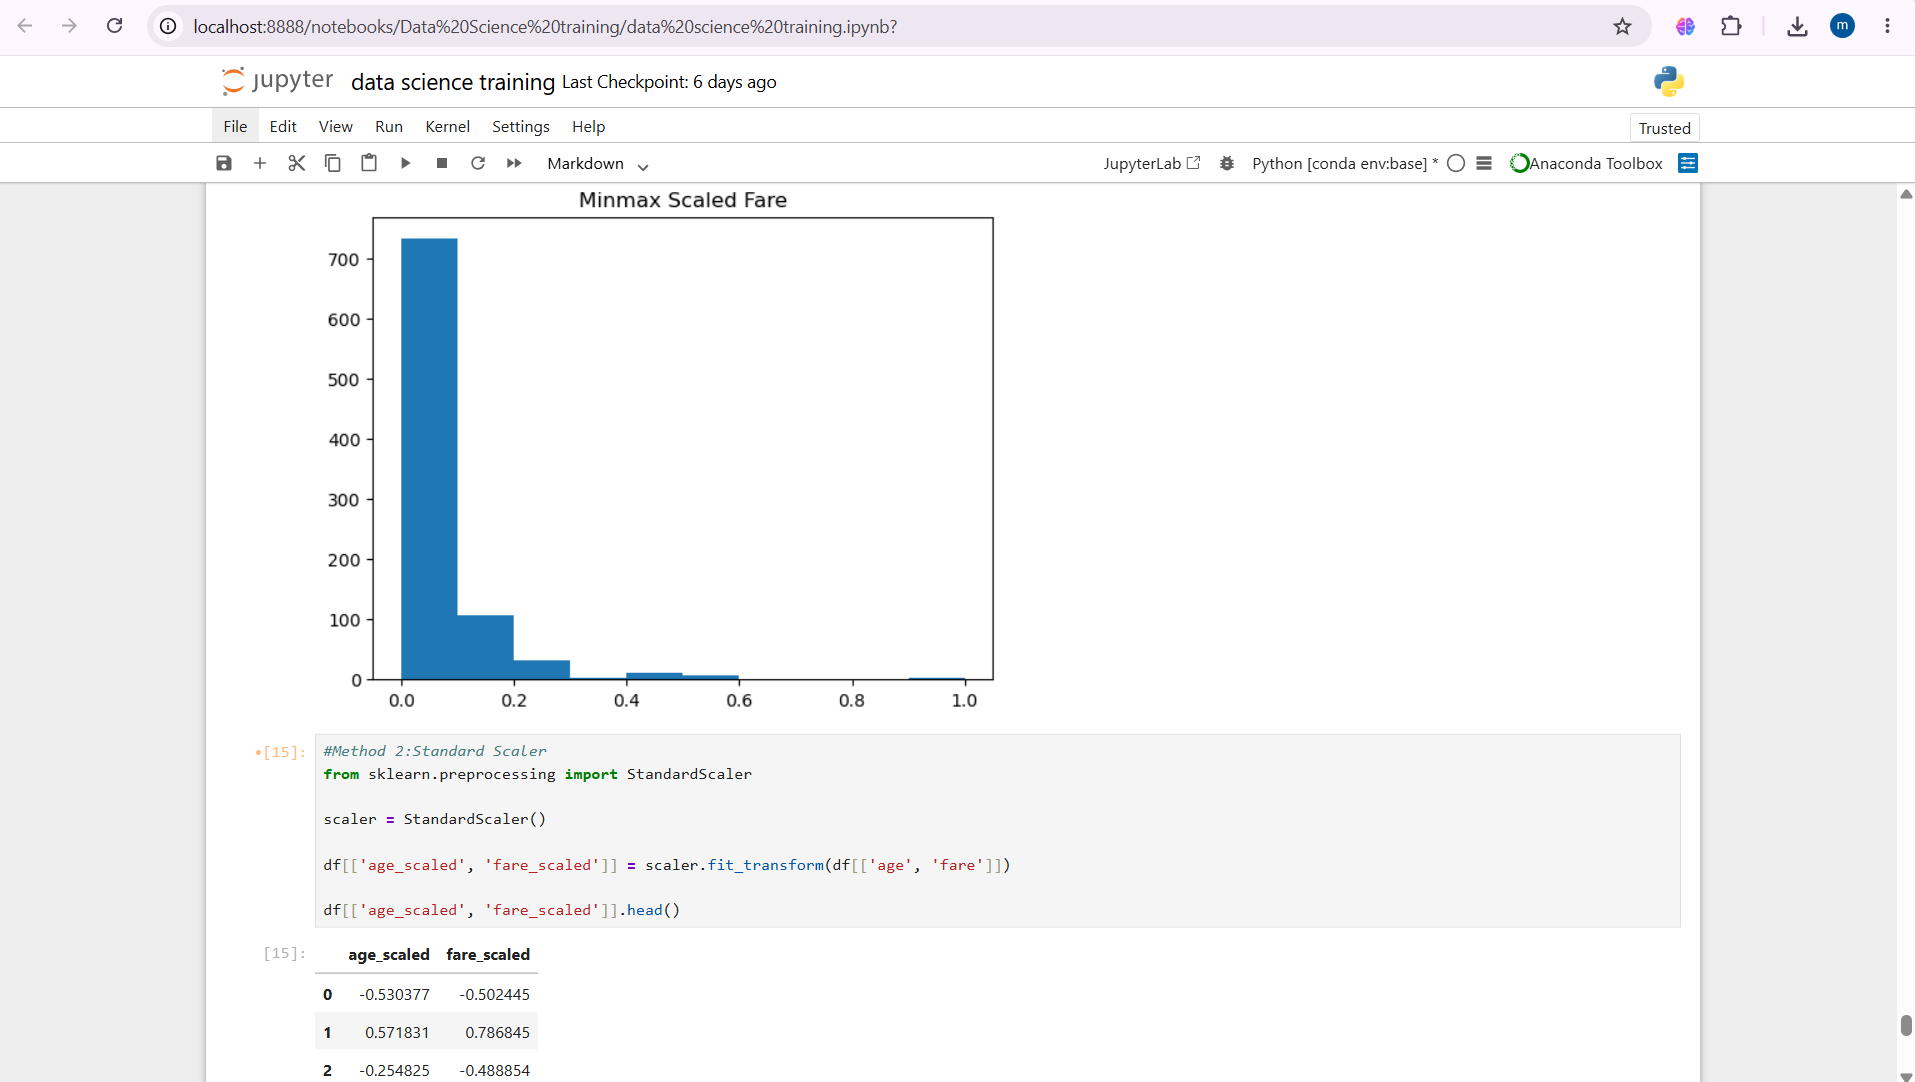 localhost:8888/notebooks/Data%20Science%20training/data%20science%20training.ipynb?
m
jupyter data science training Last Checkpoint: 6 days ago
File Edit View Run Kernel Settings Help
Trusted
Markdown
JupyterLab
Python [conda env:base] *
Anaconda Toolbox
Minmax Scaled Fare
700
600
500
400
300
200
100
0
0.0 0.2 0.4 0.6 0.8 1.0
•[15]:
#Method 2:Standard Scaler
from sklearn.preprocessing import StandardScaler
scaler = StandardScaler()
df[['age_scaled', 'fare_scaled']] = scaler.fit_transform(df[['age', 'fare']])
df[['age_scaled', 'fare_scaled']].head()
[15]:
age_scaled fare_scaled
0 -0.530377 -0.502445
1 0.571831 0.786845
2 -0.254825 -0.488854